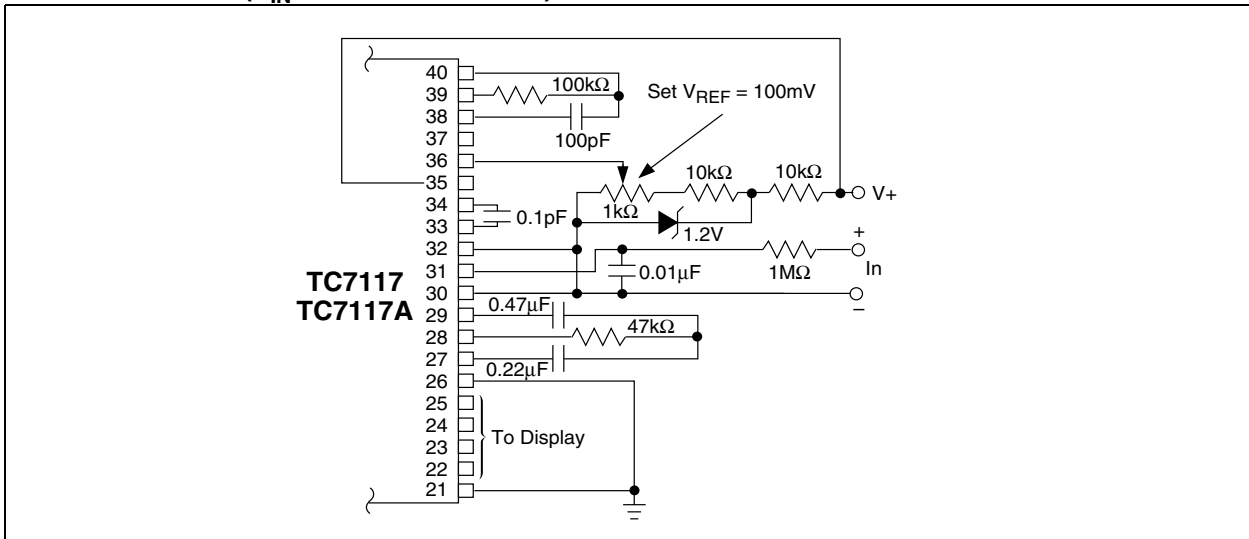 40
39
38
37
36
35
34
33
32
31
30
29
28
27
26
25
24
23
22
21
TC7117
TC7117A
100kΩ
100pF
Set VREF = 100mV
10kΩ
10kΩ
V+
1kΩ
1.2V
0.1pF
+
In
–
1MΩ
0.01μF
0.47μF
47kΩ
0.22μF
To Display